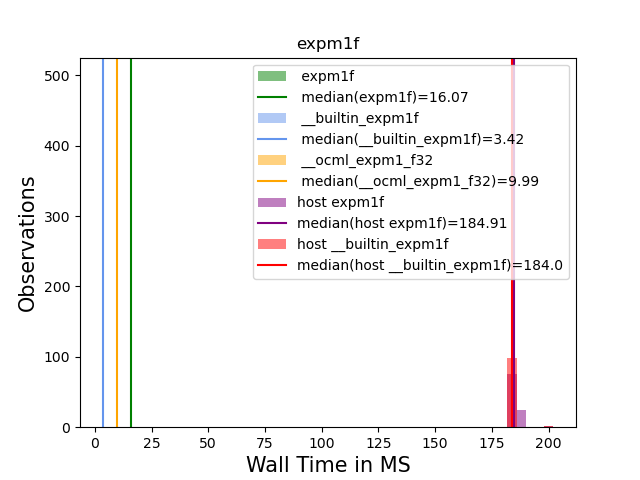 expm1f
500
400
300
200
100
0
Observations
expm1f
median(expm1f)=16.07
__builtin_expm1f
median(__builtin_expm1f)=3.42
__ocml_expm1_f32
median(__ocml_expm1_f32)=9.99
host expm1f
median(host expm1f)=184.91
host __builtin_expm1f
median(host __builtin_expm1f)=184.0
0 25 50 75 100 125 150 175 200
Wall Time in MS